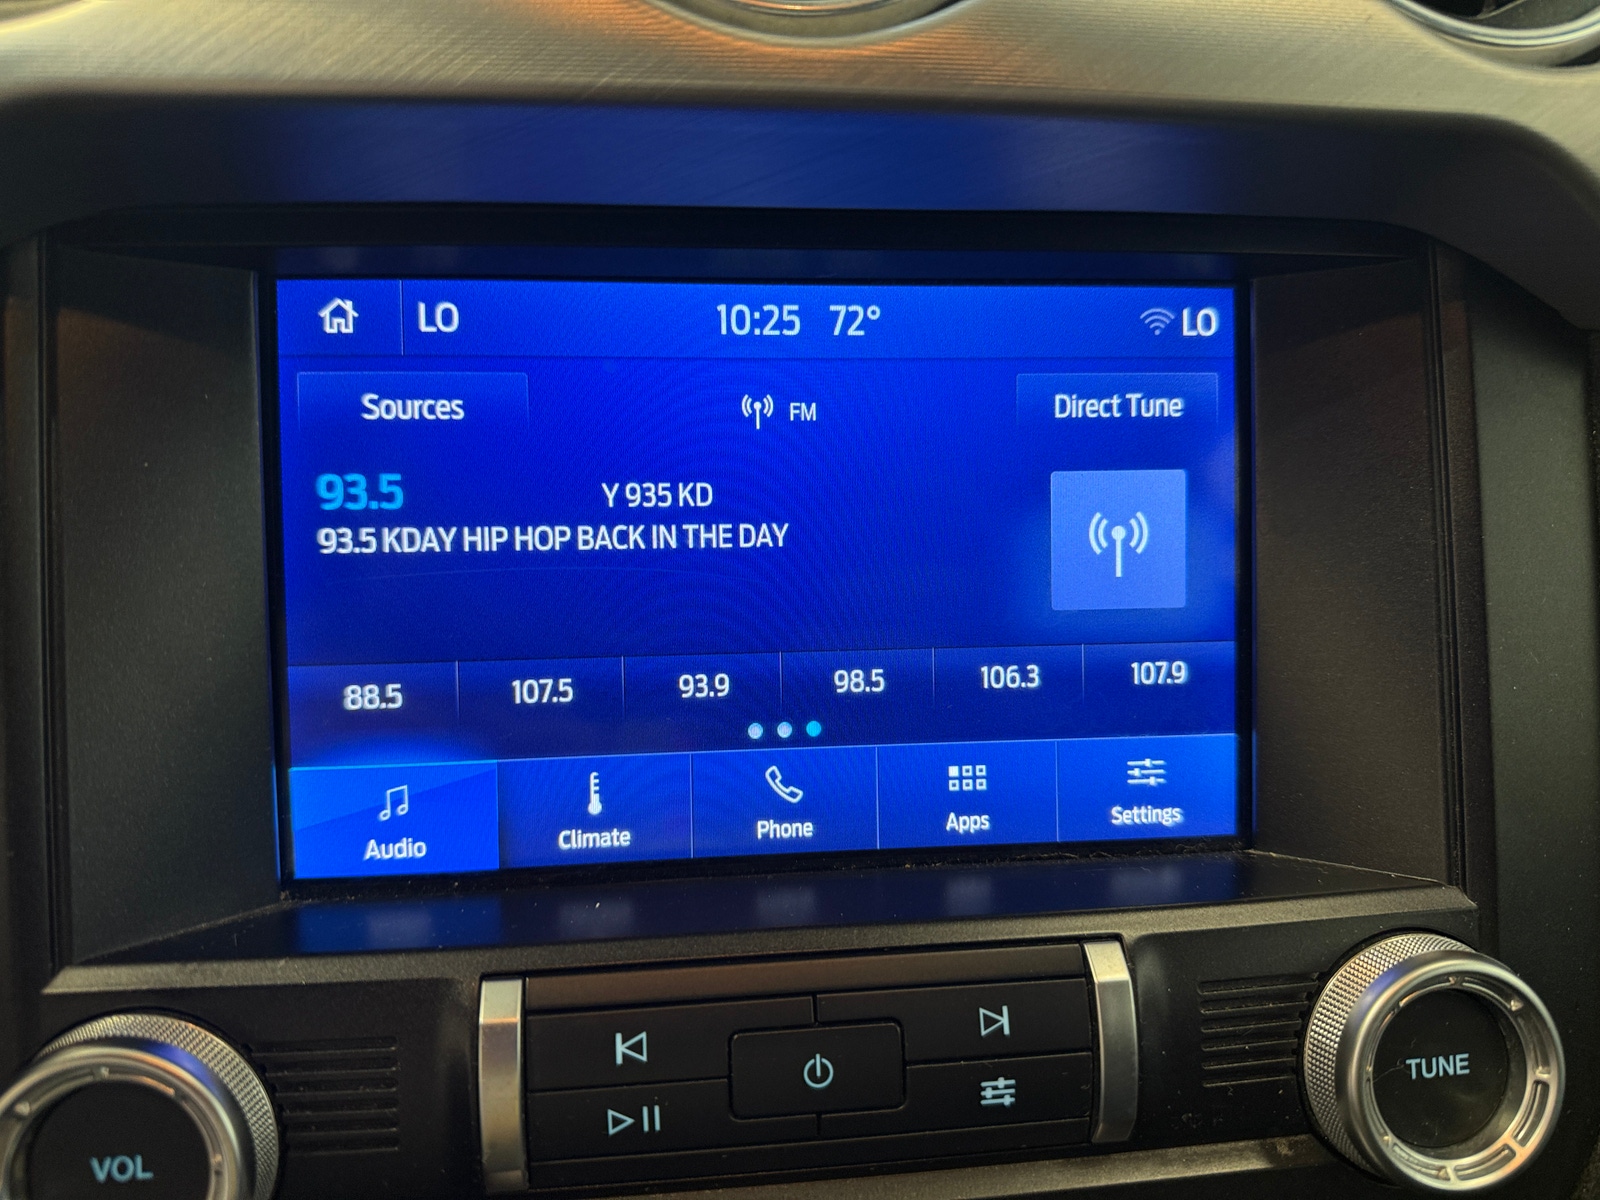 LO 10:25 72° LO
Sources FM Direct Tune
93.5 Y 935 KD
93.5 KDAY HIP HOP BACK IN THE DAY
88.5 107.5 93.9 98.5 106.3 107.9
Audio Climate Phone Apps Settings
VOL TUNE